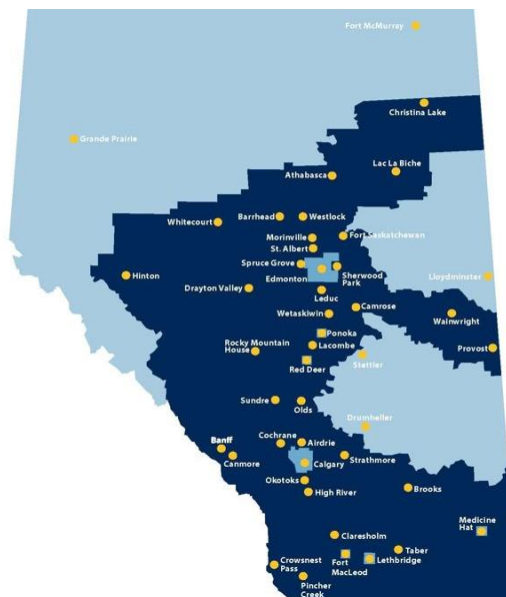 Fort McMurray
Christina Lake
Grande Prairie
Lac La Biche
Athabasca
Barrhead
Westlock
Whitecourt
Morinville
Fort Saskatchewan
St. Albert
Spruce Grove
Edmonton
Sherwood
Park
Hinton
Lloydminster
Drayton Valley
Leduc
Camrose
Wetaskiwin
Wainwright
Ponoka
Rocky Mountain
House
Lacombe
Provost
Stettler
Red Deer
Sundre
Olds
Drumheller
Cochrane
Airdrie
Banff
Canmore
Calgary
Strathmore
Okotoks
High River
Brooks
Medicine
Hat
Claresholm
Taber
Fort
MacLeod
Lethbridge
Crowsnest
Pass
Pincher
Creek